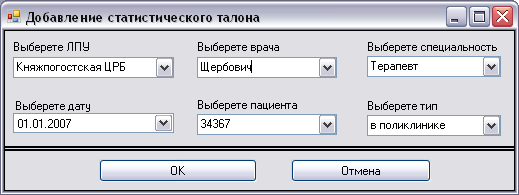 Добавление статистического талона
Выберете ЛПУ Выберете врача Выберете специальность
Княжпогостская ЦРБ Щербович Терапевт
Выберете дату Выберете пациента Выберете тип
01.01.2007 34367 в поликлинике
OK Отмена